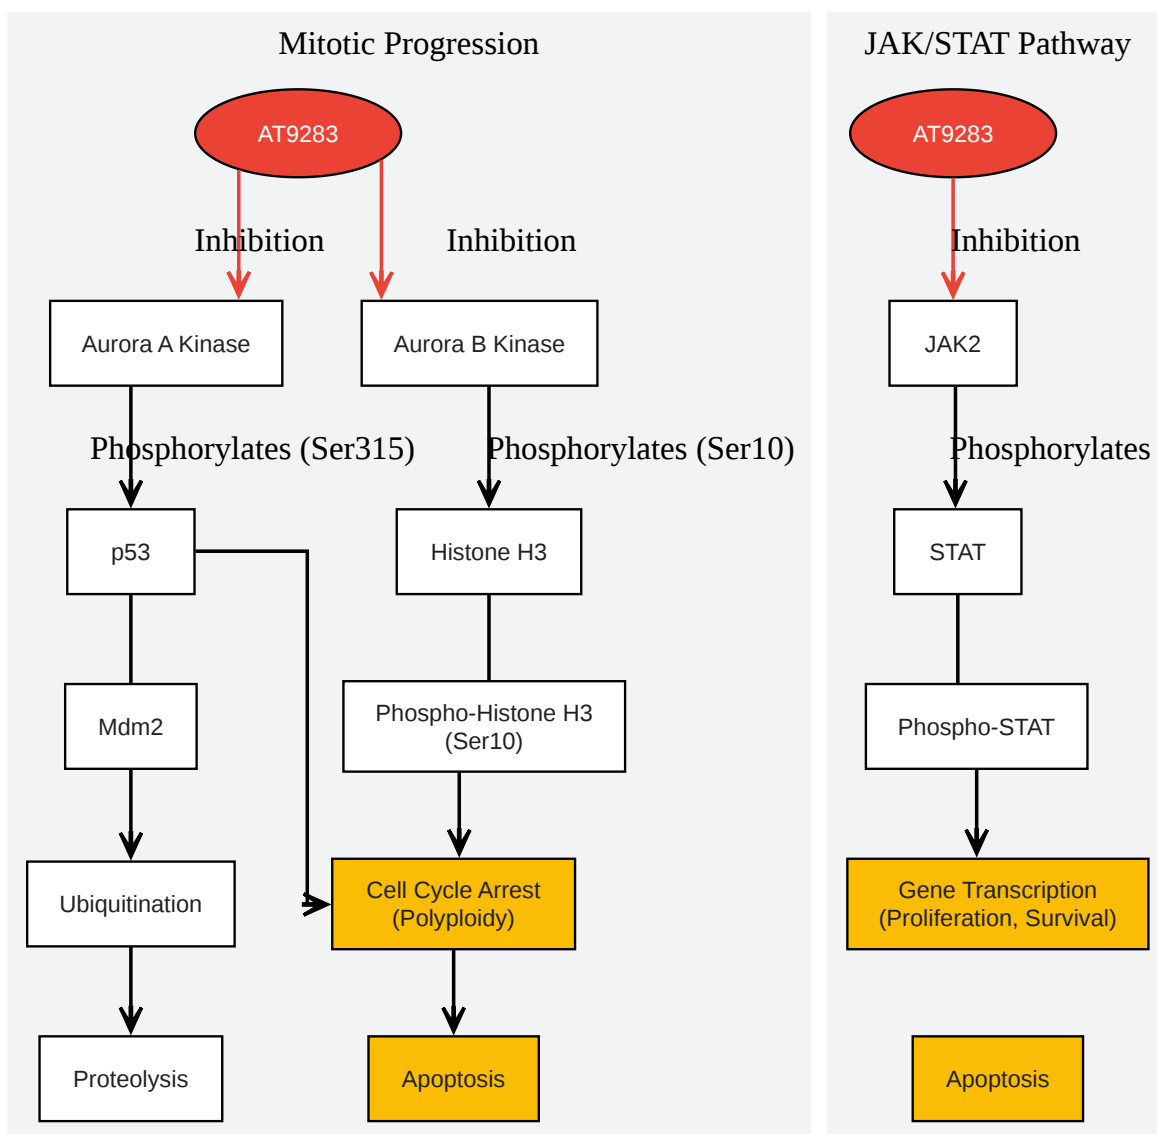 Mitotic Progression
AT9283
Inhibition
Inhibition
Aurora A Kinase
Aurora B Kinase
Phosphorylates (Ser315)
Phosphorylates (Ser10)
p53
Histone H3
Mdm2
Phospho-Histone H3
(Ser10)
Ubiquitination
Cell Cycle Arrest
(Polyploidy)
Proteolysis
Apoptosis
JAK/STAT Pathway
AT9283
Inhibition
JAK2
Phosphorylates
STAT
Phospho-STAT
Gene Transcription
(Proliferation, Survival)
Apoptosis